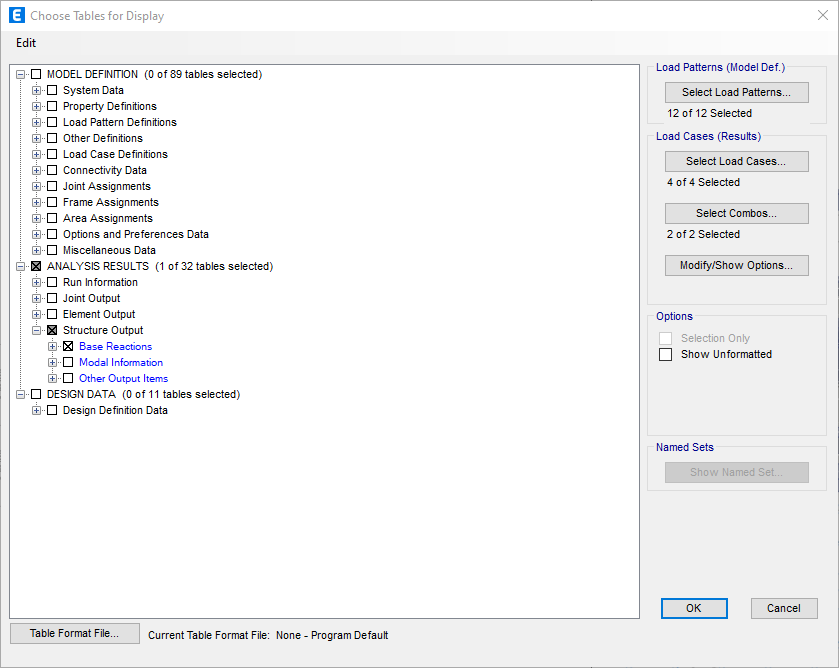 E Choose Tables for Display
Edit
MODEL DEFINITION (0 of 89 tables selected)
System Data
Property Definitions
Load Pattern Definitions
Other Definitions
Load Case Definitions
Connectivity Data
Joint Assignments
Frame Assignments
Area Assignments
Options and Preferences Data
Miscellaneous Data
ANALYSIS RESULTS (1 of 32 tables selected)
Run Information
Joint Output
Element Output
Structure Output
Base Reactions
Modal Information
Other Output Items
DESIGN DATA (0 of 11 tables selected)
Design Definition Data
Load Patterns (Model Def.)
Select Load Patterns...
12 of 12 Selected
Load Cases (Results)
Select Load Cases...
4 of 4 Selected
Select Combos...
2 of 2 Selected
Modify/Show Options...
Options
Selection Only
Show Unformatted
Named Sets
Show Named Set...
OK
Cancel
Table Format File...
Current Table Format File: None - Program Default